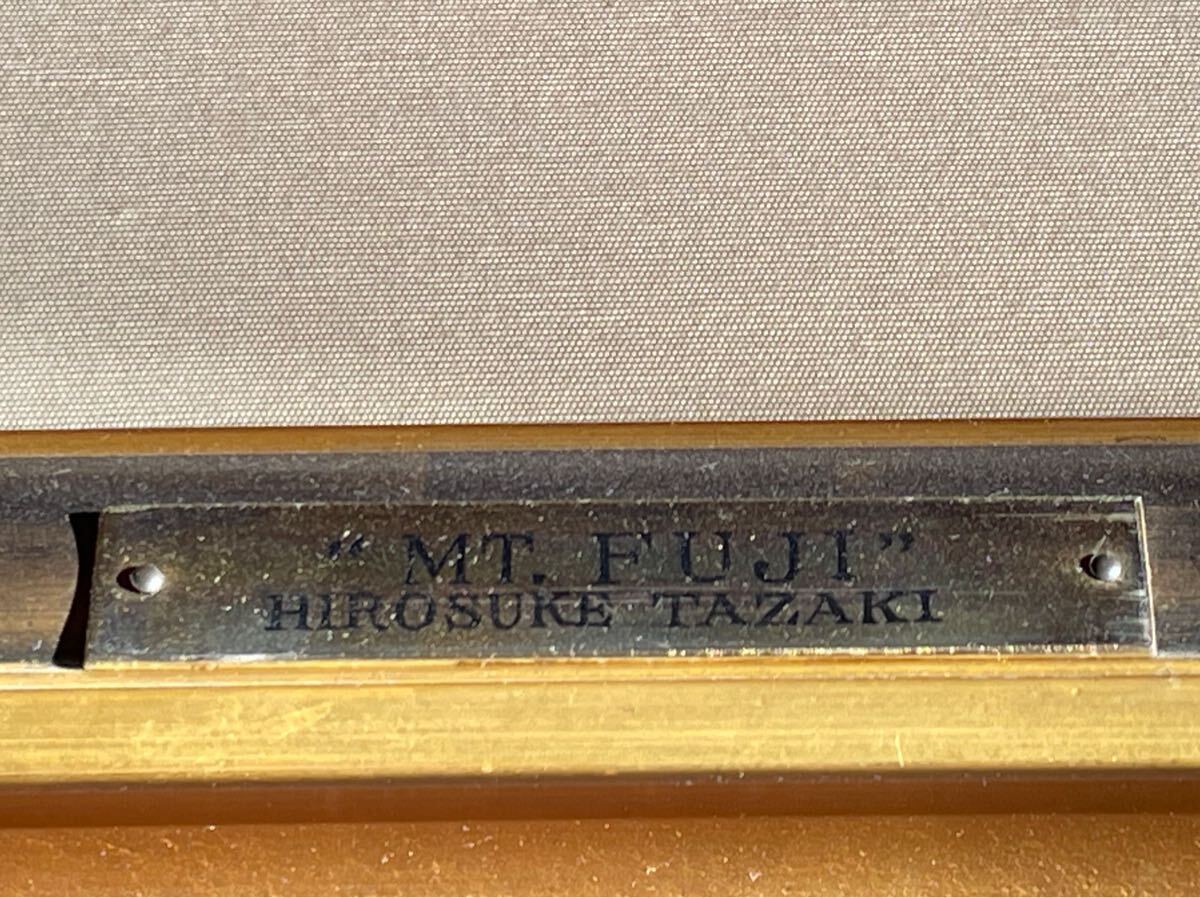 “MT. FUJI”
HIROSUKE TAZAKI